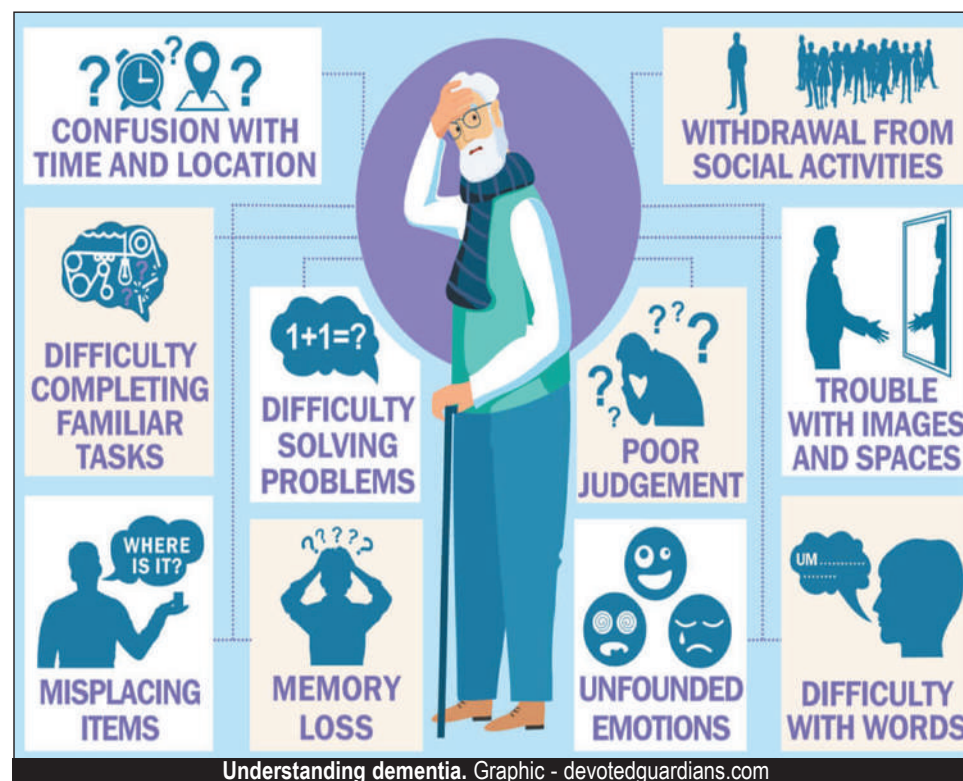 ? ? ?
CONFUSION WITH
TIME AND LOCATION
WITHDRAWAL FROM
SOCIAL ACTIVITIES
? ?
DIFFICULTY
COMPLETING
FAMILIAR
TASKS
1+1=?
DIFFICULTY
SOLVING
PROBLEMS
? ? ? ? ?
POOR
JUDGEMENT
TROUBLE
WITH IMAGES
AND SPACES
WHERE
IS IT?
MISPLACING
ITEMS
? ? ? ? ?
MEMORY
LOSS
UNFOUNDED
EMOTIONS
UM...........
........
DIFFICULTY
WITH WORDS
Understanding dementia. Graphic - devotedguardians.com